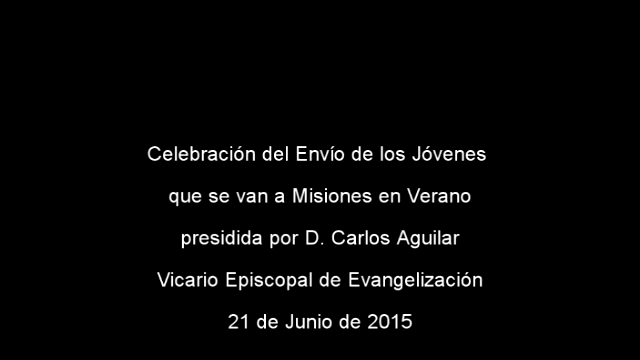 Celebración del Envío de los Jóvenes
que se van a Misiones en Verano
presidida por D. Carlos Aguilar
Vicario Episcopal de Evangelización
21 de Junio de 2015